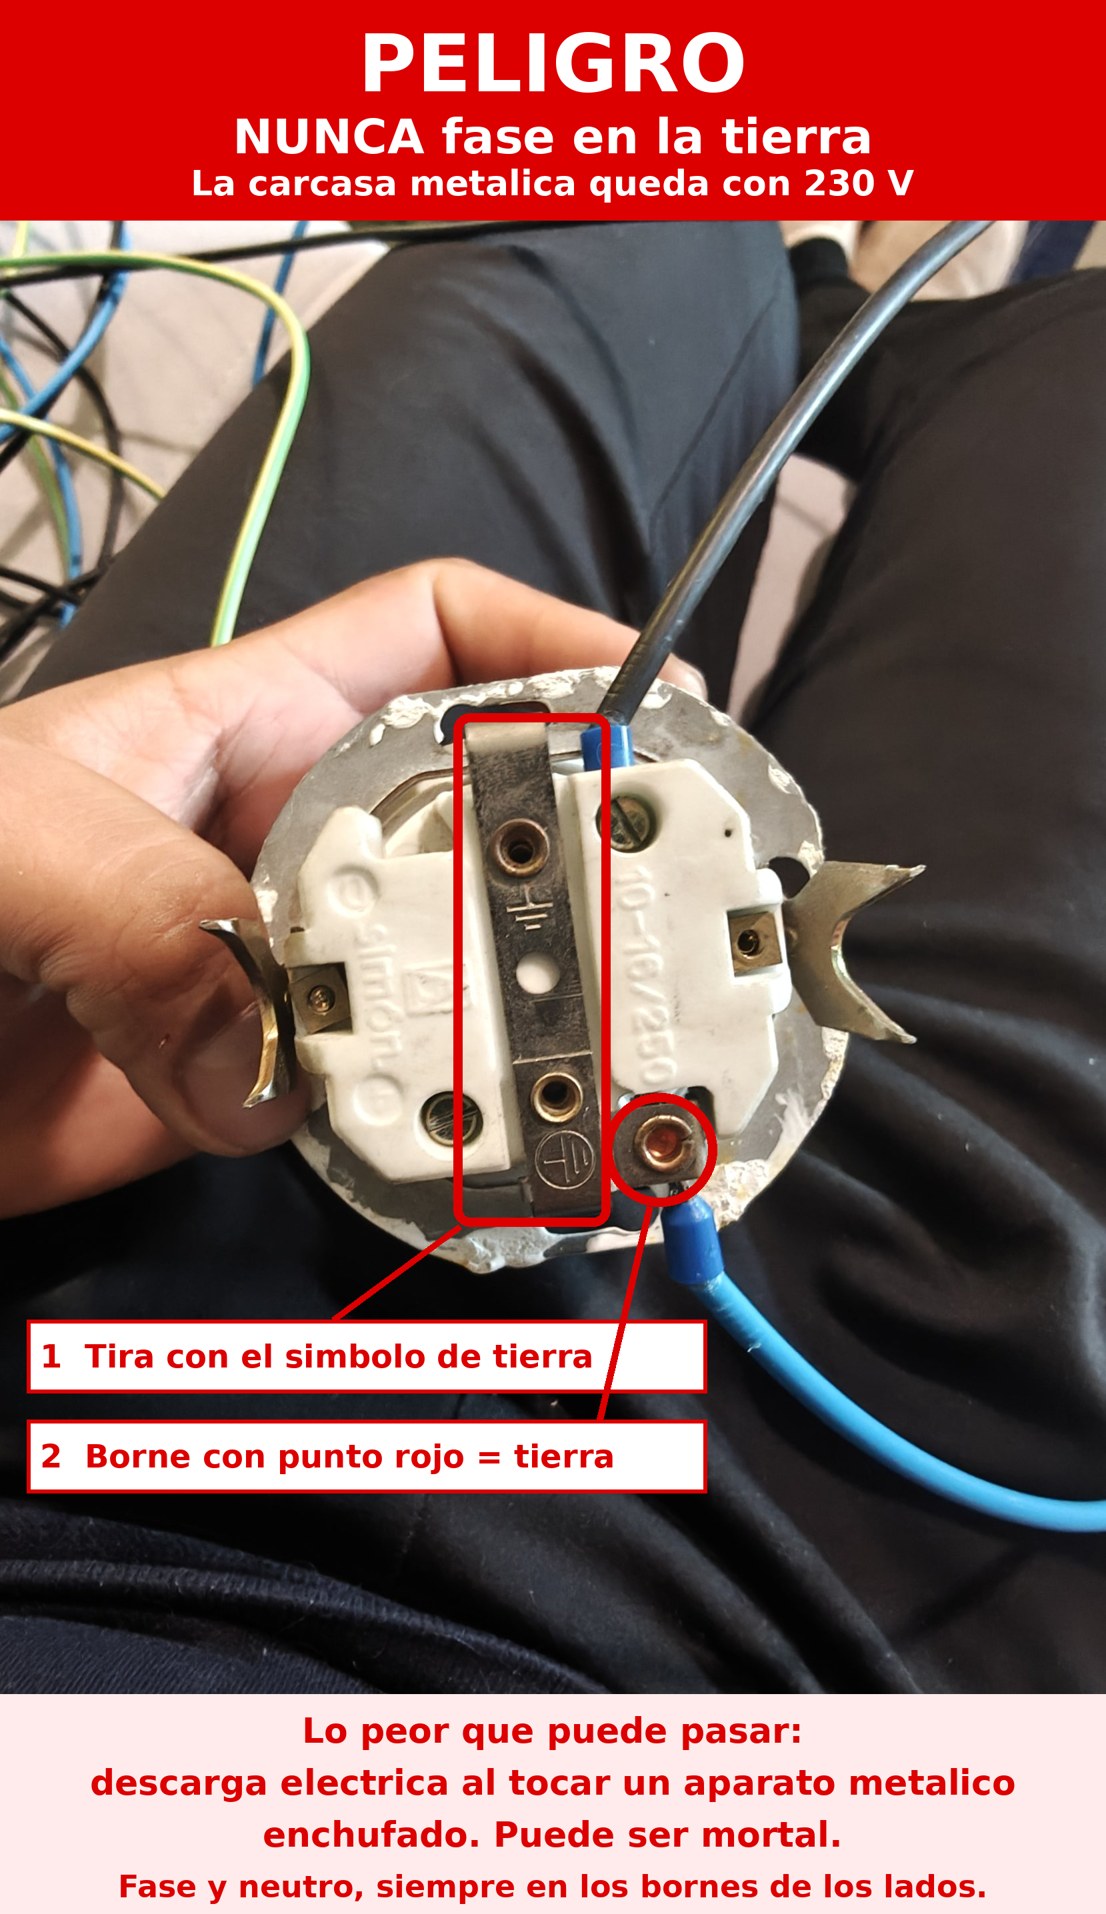 PELIGRO
NUNCA fase en la tierra
La carcasa metalica queda con 230 V
simon
10-16/250
1 Tira con el simbolo de tierra
2 Borne con punto rojo = tierra
Lo peor que puede pasar:
descarga electrica al tocar un aparato metalico
enchufado. Puede ser mortal.
Fase y neutro, siempre en los bornes de los lados.